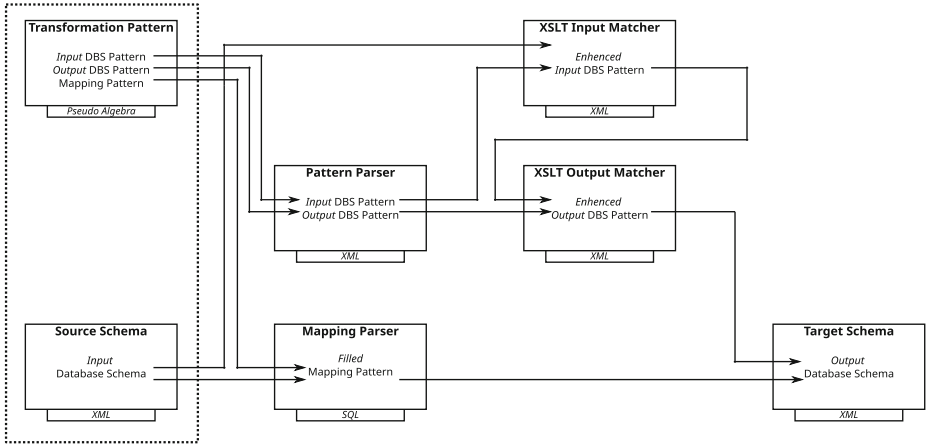 Transformation Pattern
Input DBS Pattern
Output DBS Pattern
Mapping Pattern
Pseudo Algebra
XSLT Input Matcher
Enhenced
Input DBS Pattern
XML
Pattern Parser
Input DBS Pattern
Output DBS Pattern
XML
XSLT Output Matcher
Enhenced
Output DBS Pattern
XML
Source Schema
Input
Database Schema
XML
Mapping Parser
Filled
Mapping Pattern
SQL
Target Schema
Output
Database Schema
XML